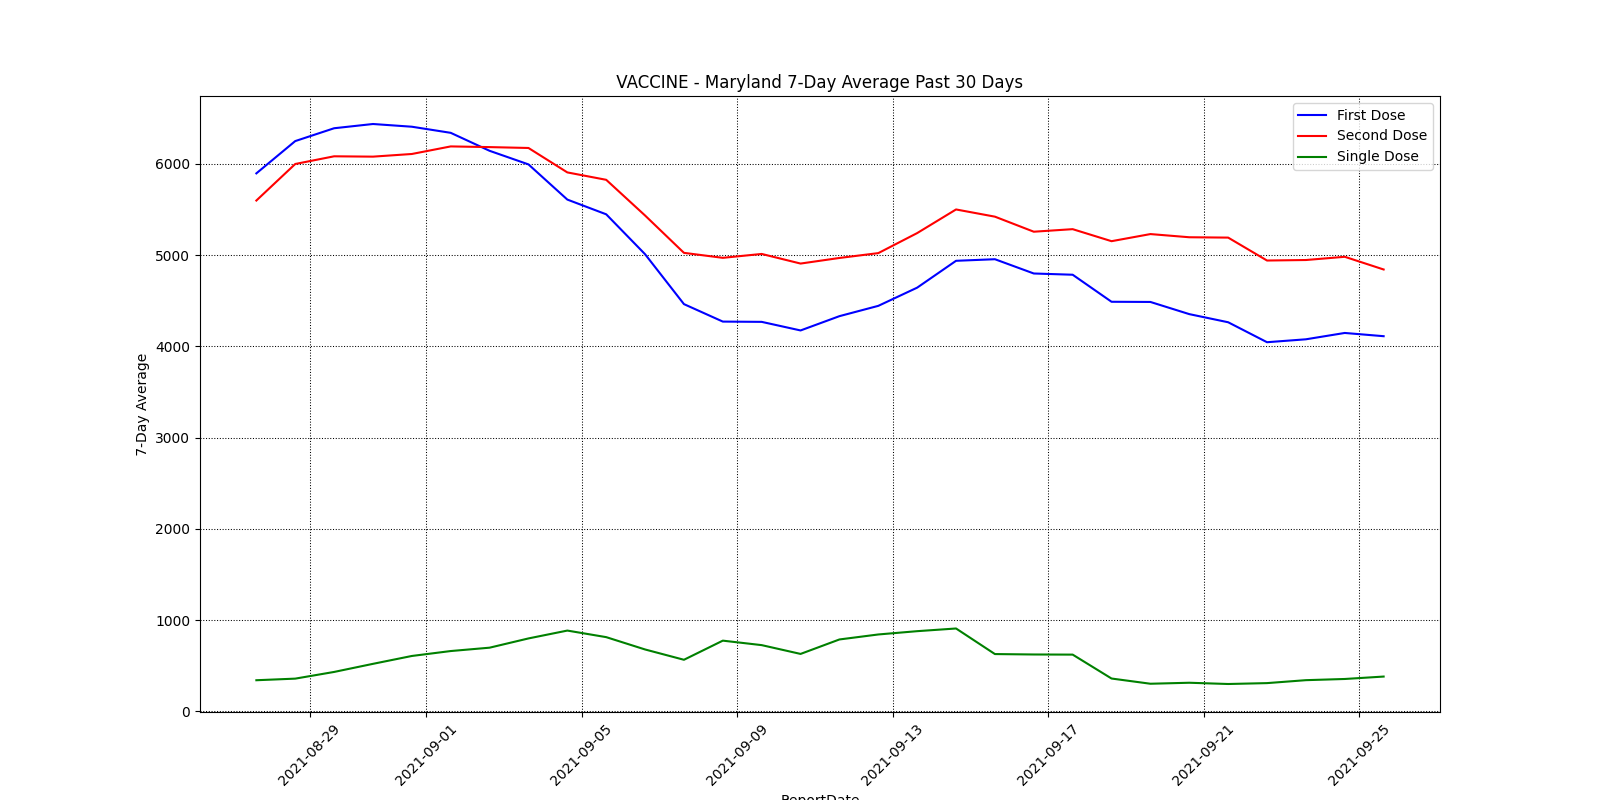 VACCINE - Maryland 7-Day Average Past 30 Days
First Dose
Second Dose
Single Dose
7-Day Average
6000
5000
4000
3000
2000
1000
0
2021-08-29
2021-09-01
2021-09-05
2021-09-09
2021-09-13
2021-09-17
2021-09-21
2021-09-25
ReportDate